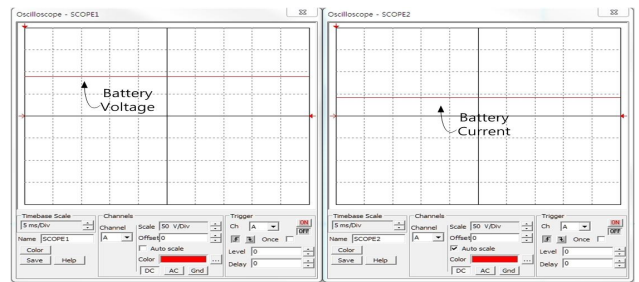 Oscilloscope - SCOPE1
Battery
Voltage
Timebase Scale
5 ms/Div
Name SCOPE1
Color
Save Help
Channels
Channel
A
Scale 50 V/Div
Offset 0
Auto scale
Color ...
DC AC Gnd
Trigger
Ch A
ON
OFF
Once
Level 0
Delay 0
Oscilloscope - SCOPE2
Battery
Current
Timebase Scale
5 ms/Div
Name SCOPE2
Color
Save Help
Channels
Channel
A
Scale 50 V/Div
Offset 0
Auto scale
Color ...
DC AC Gnd
Trigger
Ch A
ON
OFF
Once
Level 0
Delay 0